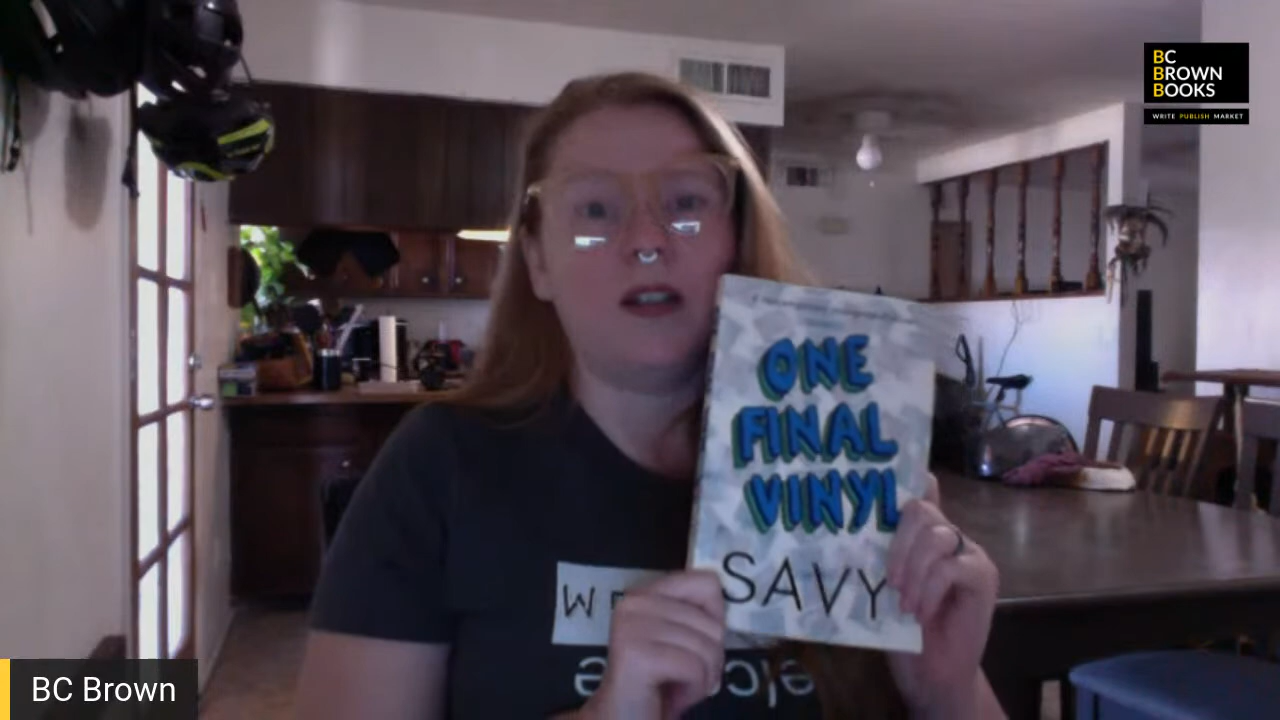 BC
BROWN
BOOKS
WRITE PUBLISH MARKET
ONE
FINAL
VINYL
SAVY
BC Brown